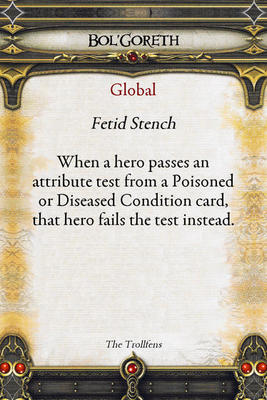 BOL'GORETH
Global
Fetid Stench
When a hero passes an
attribute test from a Poisoned
or Diseased Condition card,
that hero fails the test instead.
The Trollfens